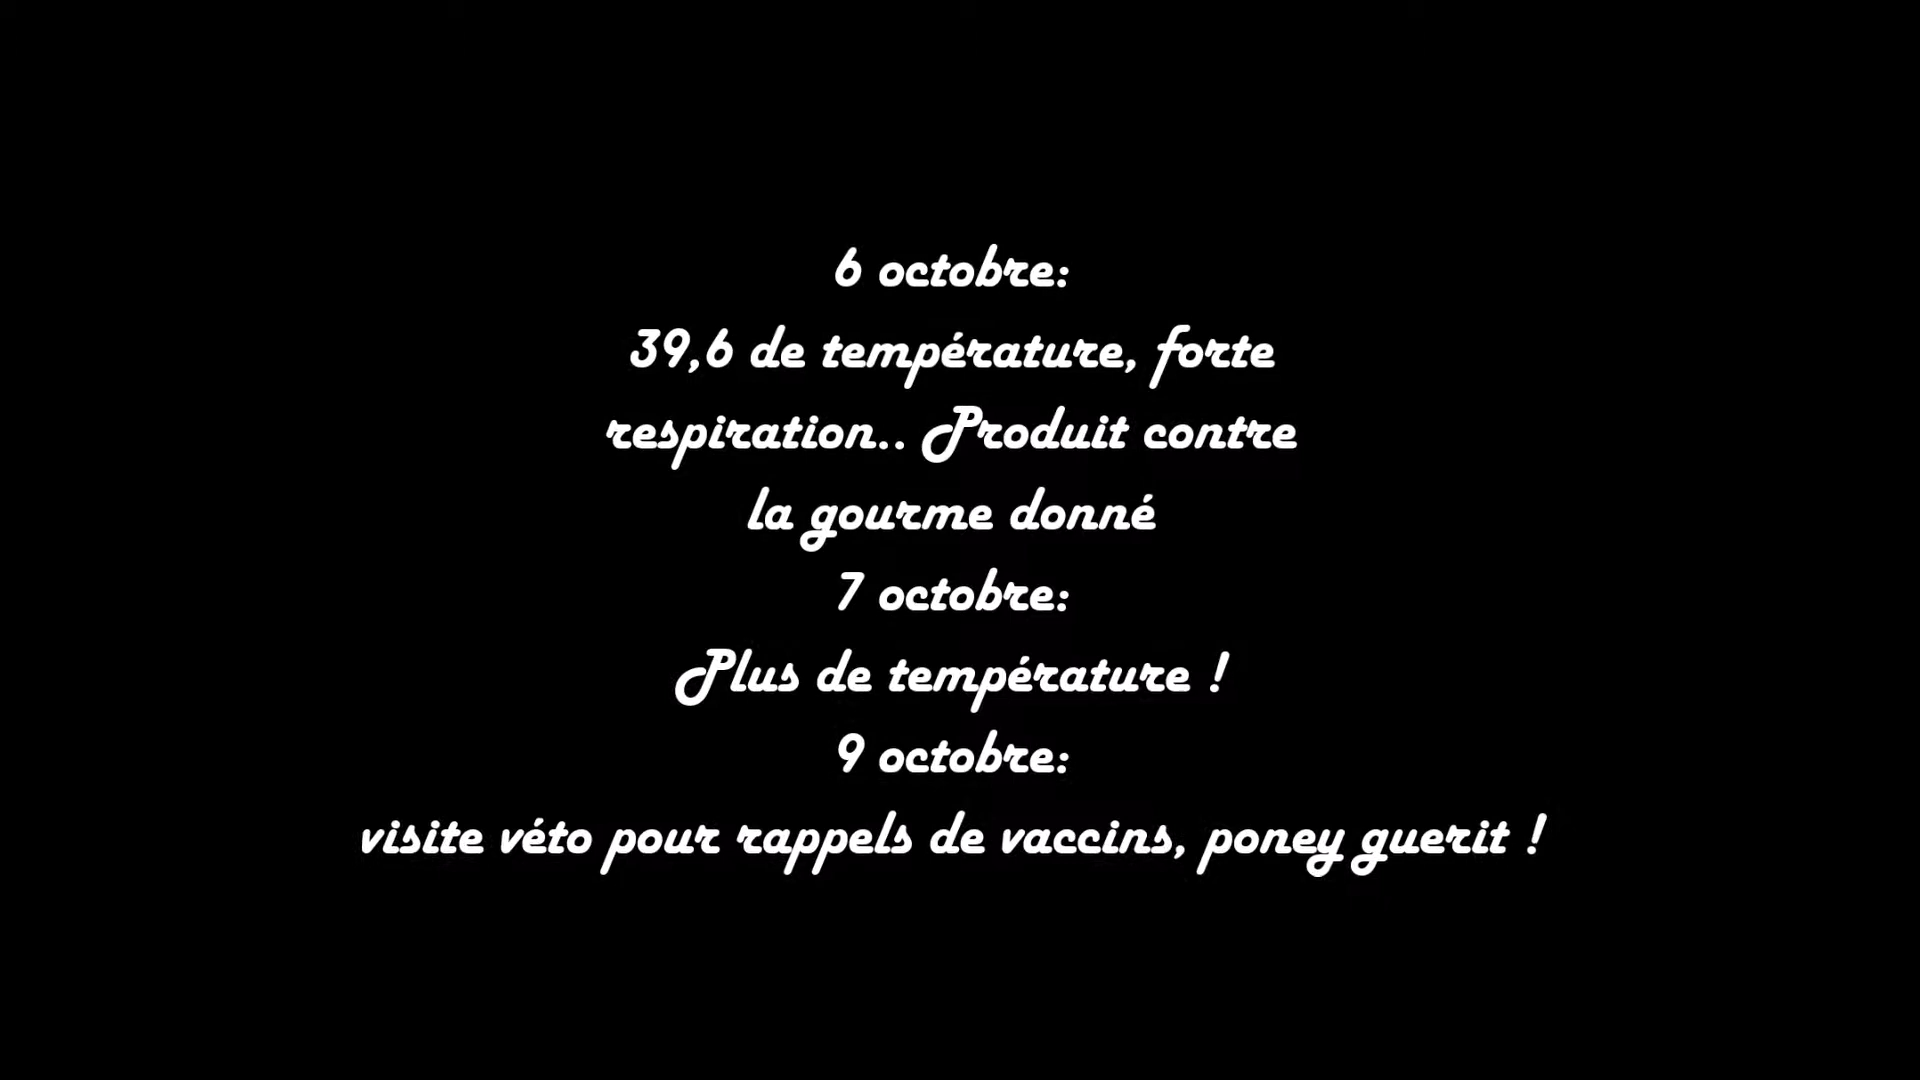 6 octobre:
39,6 de température, forte
respiration.. Produit contre
la gourme donné
7 octobre:
Plus de température !
9 octobre:
visite véto pour rappels de vaccins, poney guerit !